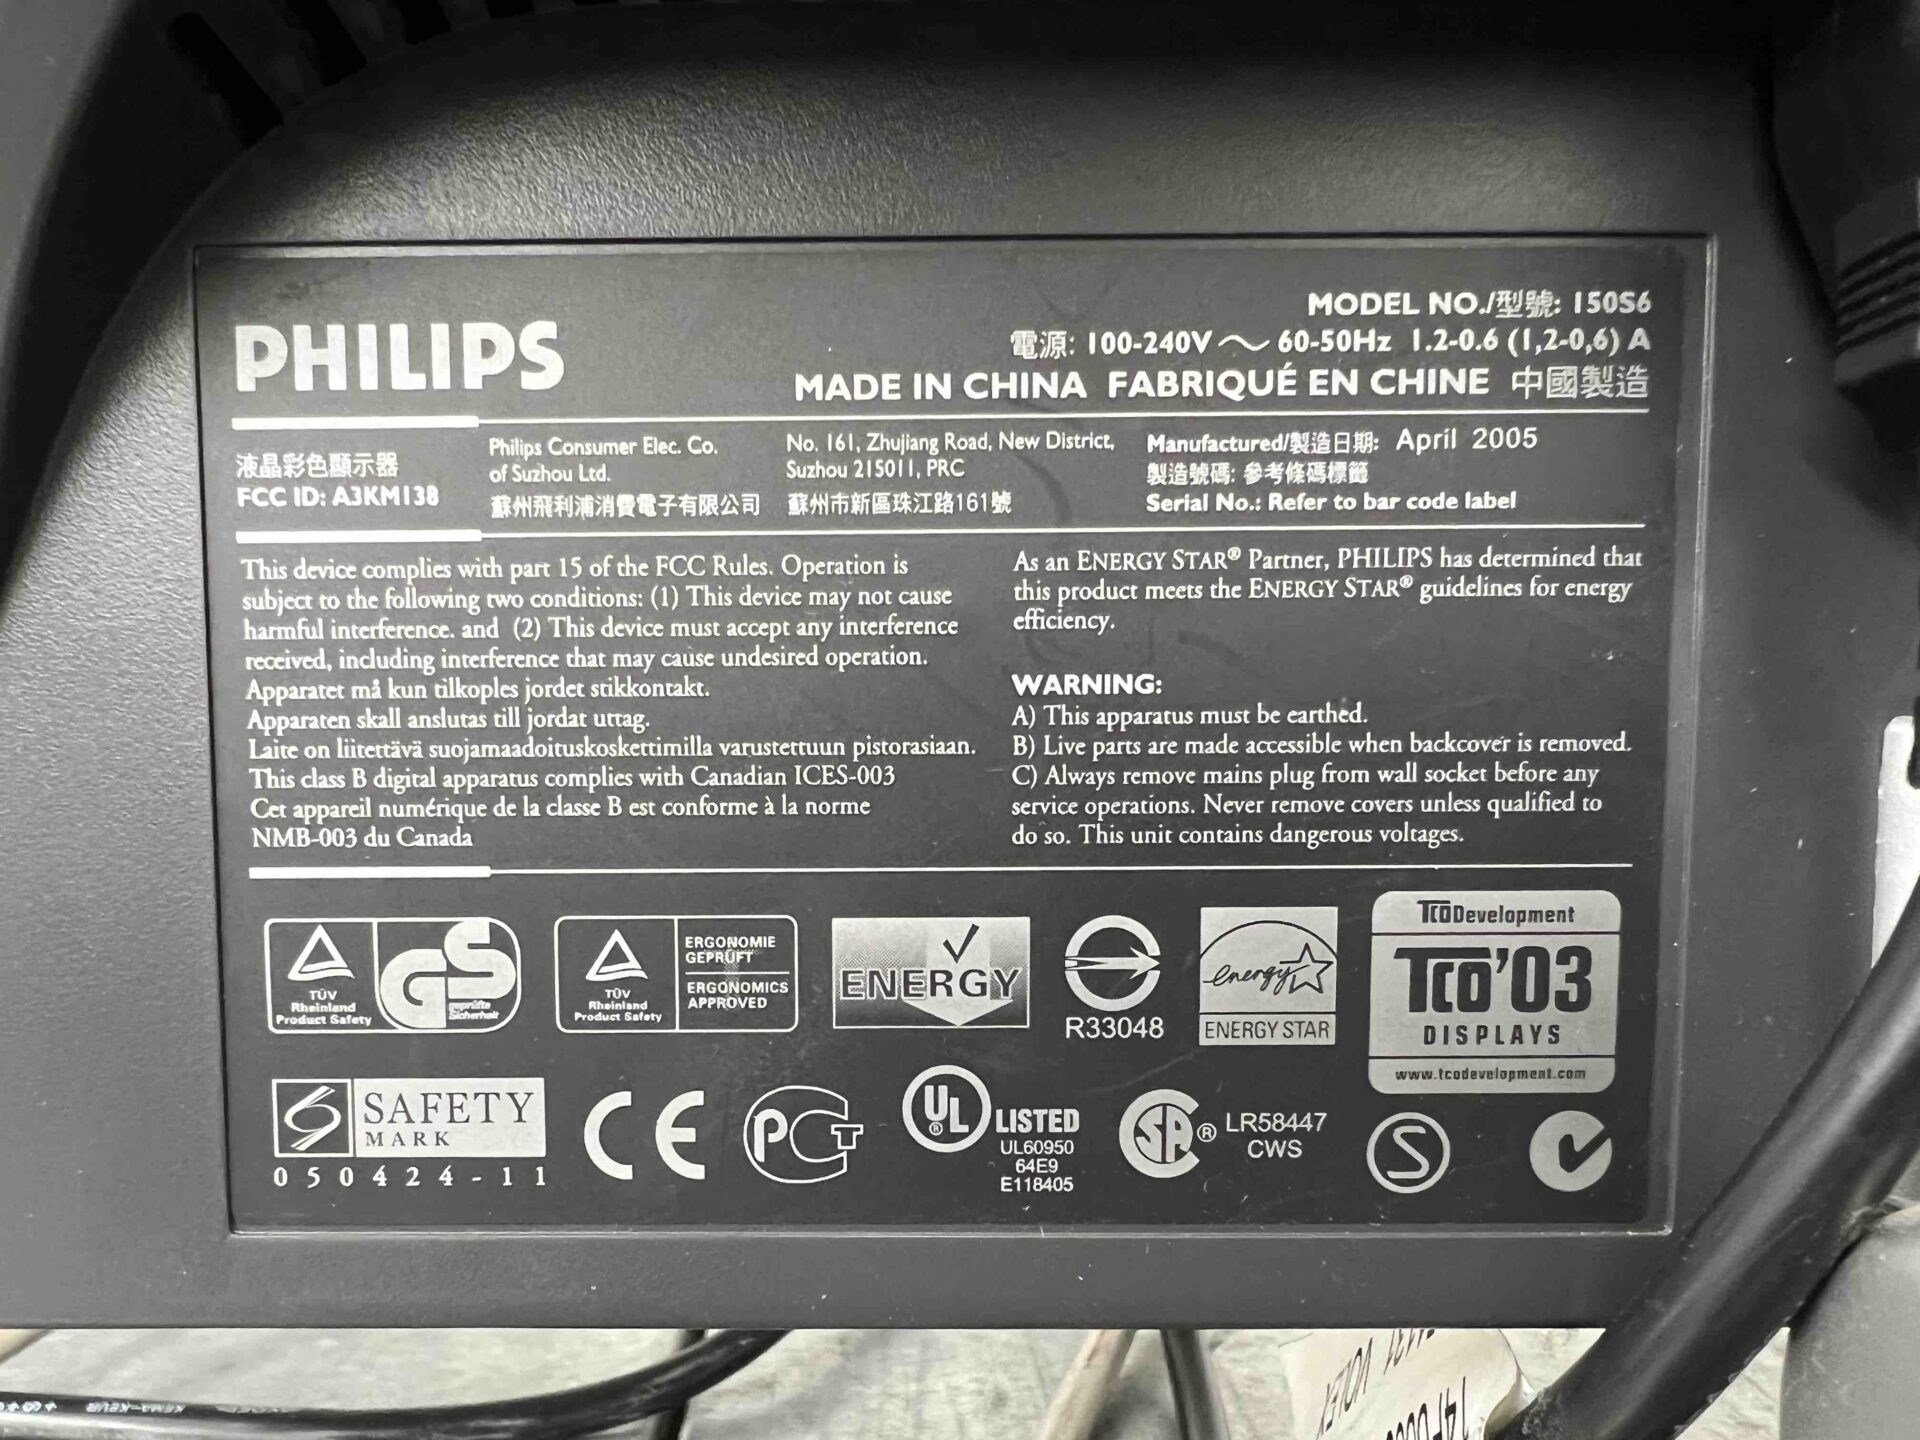 PHILIPS
MODEL NO./型號: 150S6
電源: 100-240V ～ 60-50Hz 1.2-0.6 (1,2-0,6) A
MADE IN CHINA FABRIQUÉ EN CHINE 中國製造
液晶彩色顯示器
FCC ID: A3KM138
Philips Consumer Elec. Co.
of Suzhou Ltd.
蘇州飛利浦消費電子有限公司
No. 161, Zhujiang Road, New District,
Suzhou 215011, PRC
蘇州市新區珠江路161號
Manufactured/製造日期: April 2005
製造號碼: 參考條碼標籤
Serial No.: Refer to bar code label
This device complies with part 15 of the FCC Rules. Operation is
subject to the following two conditions: (1) This device may not cause
harmful interference. and (2) This device must accept any interference
received, including interference that may cause undesired operation.
Apparatet må kun tilkoples jordet stikkontakt.
Apparaten skall anslutas till jordat uttag.
Laite on liitettävä suojamaadoituskoskettimilla varustettuun pistorasiaan.
This class B digital apparatus complies with Canadian ICES-003
Cet appareil numérique de la classe B est conforme à la norme
NMB-003 du Canada
As an ENERGY STAR® Partner, PHILIPS has determined that
this product meets the ENERGY STAR® guidelines for energy
efficiency.
WARNING:
A) This apparatus must be earthed.
B) Live parts are made accessible when backcover is removed.
C) Always remove mains plug from wall socket before any
service operations. Never remove covers unless qualified to
do so. This unit contains dangerous voltages.
TÜV
Rheinland
Product Safety
GS
geprüfte
Sicherheit
TÜV
Rheinland
Product Safety
ERGONOMIE
GEPRÜFT
ERGONOMICS
APPROVED
ENERGY
R33048
energy
ENERGY STAR
TCO Development
TCO'03
DISPLAYS
www.tcodevelopment.com
SAFETY
MARK
050424-11
CE
PCT
UL® LISTED
UL60950
64E9
E118405
SA® LR58447
CWS
S